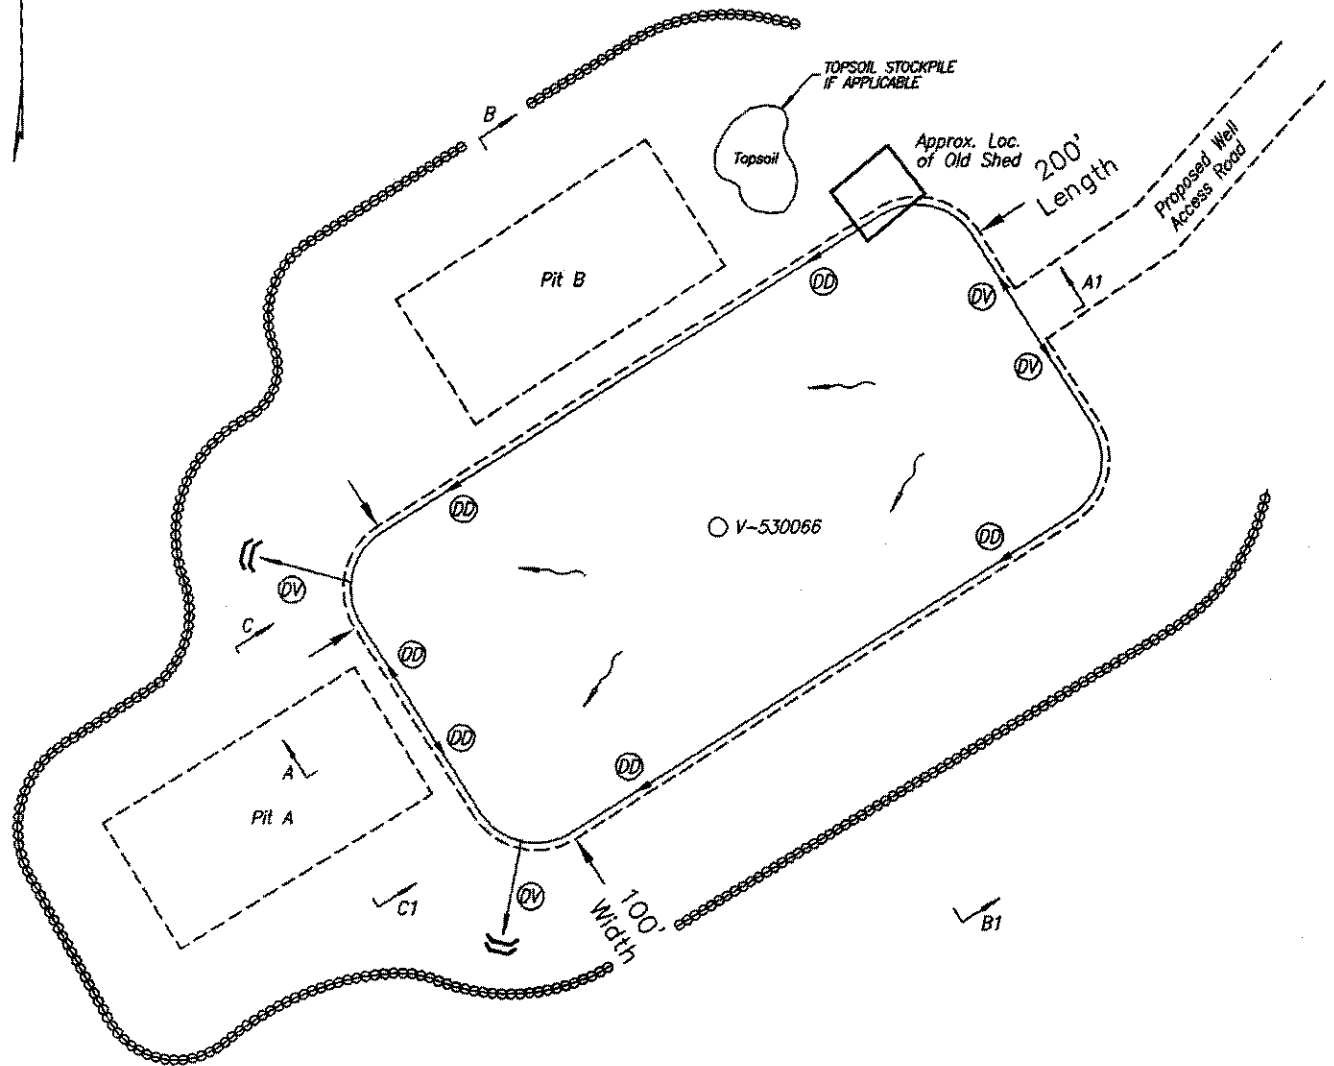 TOPSOIL STOCKPILE
IF APPLICABLE
B
Topsoil
Approx. Loc.
of Old Shed
200'
Length
Proposed Well
Access Road
Pit B
DD
DV
A1
DV
DD
V-530066
DD
DV
C
DD
DD
DD
A
Pit A
C1
DV
100'
Width
B1